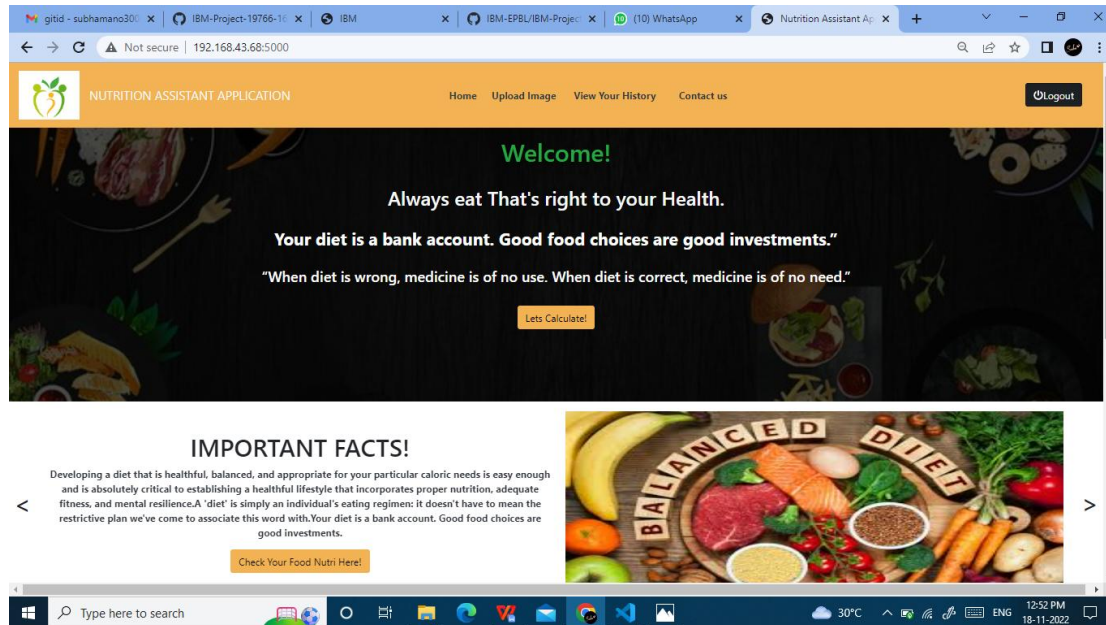 gitid - subhamano300
IBM-Project-19766-16
IBM
IBM-EPBL/IBM-Project
(10) WhatsApp
Nutrition Assistant Ap
Not secure | 192.168.43.68:5000
NUTRITION ASSISTANT APPLICATION
Home Upload Image View Your History Contact us
Logout
Welcome!
Always eat That's right to your Health.
Your diet is a bank account. Good food choices are good investments.”
“When diet is wrong, medicine is of no use. When diet is correct, medicine is of no need.”
Lets Calculate!
IMPORTANT FACTS!
Developing a diet that is healthful, balanced, and appropriate for your particular caloric needs is easy enough
and is absolutely critical to establishing a healthful lifestyle that incorporates proper nutrition, adequate
fitness, and mental resilience.A 'diet' is simply an individual's eating regimen: it doesn't have to mean the
restrictive plan we've come to associate this word with.Your diet is a bank account. Good food choices are
good investments.
Check Your Food Nutri Here!
BALANCED DIET
Type here to search
30°C
ENG
12:52 PM
18-11-2022